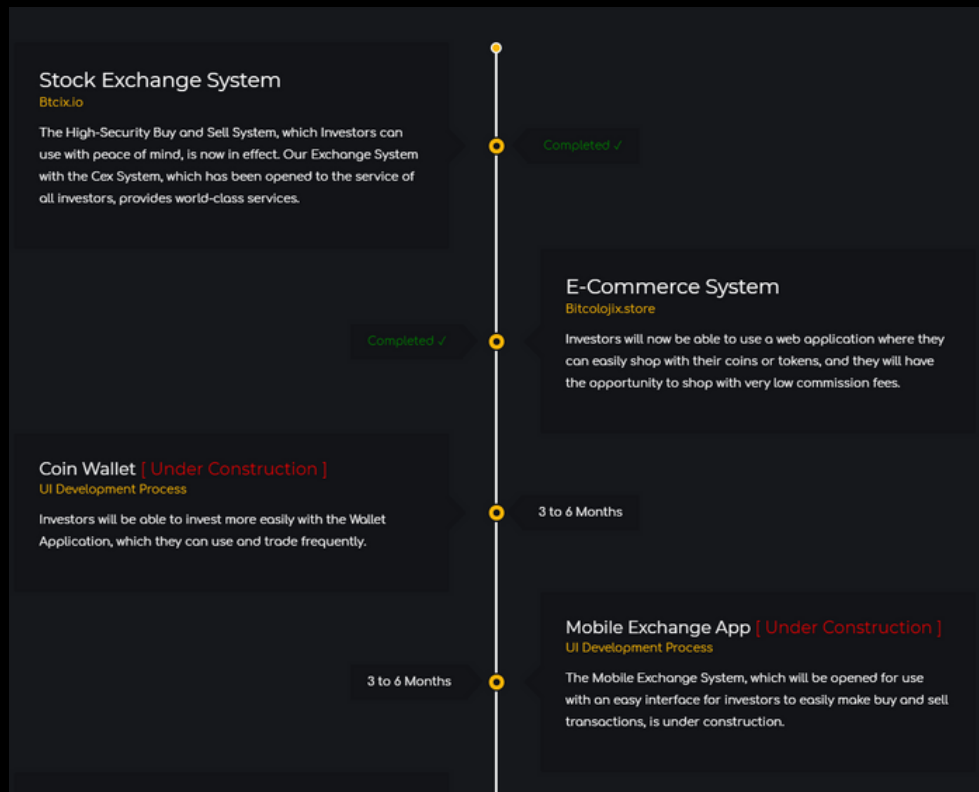 Stock Exchange System
Btcix.io
The High-Security Buy and Sell System, which Investors can
use with peace of mind, is now in effect. Our Exchange System
with the Cex System, which has been opened to the service of
all investors, provides world-class services.
Completed ✓
E-Commerce System
Bitcolojix.store
Investors will now be able to use a web application where they
can easily shop with their coins or tokens, and they will have
the opportunity to shop with very low commission fees.
Completed ✓
Coin Wallet [ Under Construction ]
UI Development Process
Investors will be able to invest more easily with the Wallet
Application, which they can use and trade frequently.
3 to 6 Months
Mobile Exchange App [ Under Construction ]
UI Development Process
The Mobile Exchange System, which will be opened for use
with an easy interface for investors to easily make buy and sell
transactions, is under construction.
3 to 6 Months